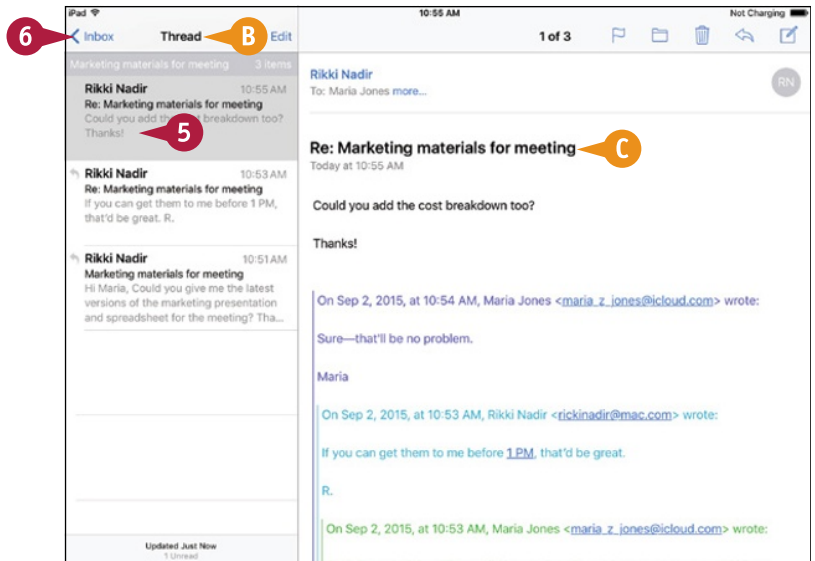 iPad 10:55 AM Not Charging
6 Inbox Thread B Edit 1 of 3
Marketing materials for meeting 3 items
Rikki Nadir 10:55 AM
Re: Marketing materials for meeting
Could you add the cost breakdown too?
Thanks! 5
Rikki Nadir 10:53 AM
Re: Marketing materials for meeting
If you can get them to me before 1 PM,
that'd be great. R.
Rikki Nadir 10:51 AM
Marketing materials for meeting
Hi Maria, Could you give me the latest
versions of the marketing presentation
and spreadsheet for the meeting? Tha...
Updated Just Now
1 Unread
Rikki Nadir RN
To: Maria Jones more...
Re: Marketing materials for meeting C
Today at 10:55 AM
Could you add the cost breakdown too?
Thanks!
On Sep 2, 2015, at 10:54 AM, Maria Jones <maria_z_jones@icloud.com> wrote:
Sure—that'll be no problem.
Maria
On Sep 2, 2015, at 10:53 AM, Rikki Nadir <rickinadir@mac.com> wrote:
If you can get them to me before 1 PM, that'd be great.
R.
On Sep 2, 2015, at 10:53 AM, Maria Jones <maria_z_jones@icloud.com> wrote: